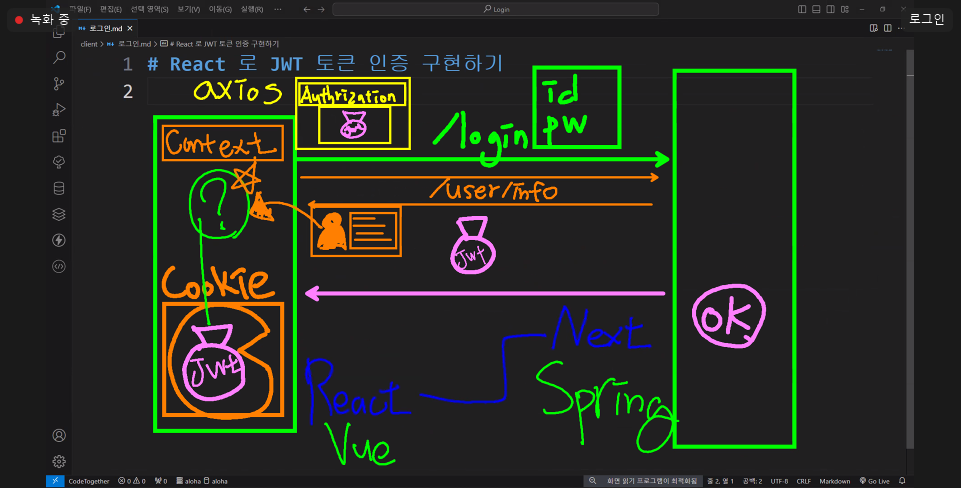 파일(F) 편집(E) 선택 영역(S) 보기(V) 이동(G) 실행(R) ···
Login
녹화 중
로그인
로그인.md
client > 로그인.md > # React 로 JWT 토큰 인증 구현하기
1 # React 로 JWT 토큰 인증 구현하기
2
axios
Authrization
id
pw
/login
Context
/user/info
?
Jwt
Cookie
OK
Jwt
Next
React
Spring
Vue
CodeTogether 0 0 0 aloha aloha
화면 읽기 프로그램이 최적화됨 줄 2, 열 1 공백: 2 UTF-8 CRLF Markdown Go Live